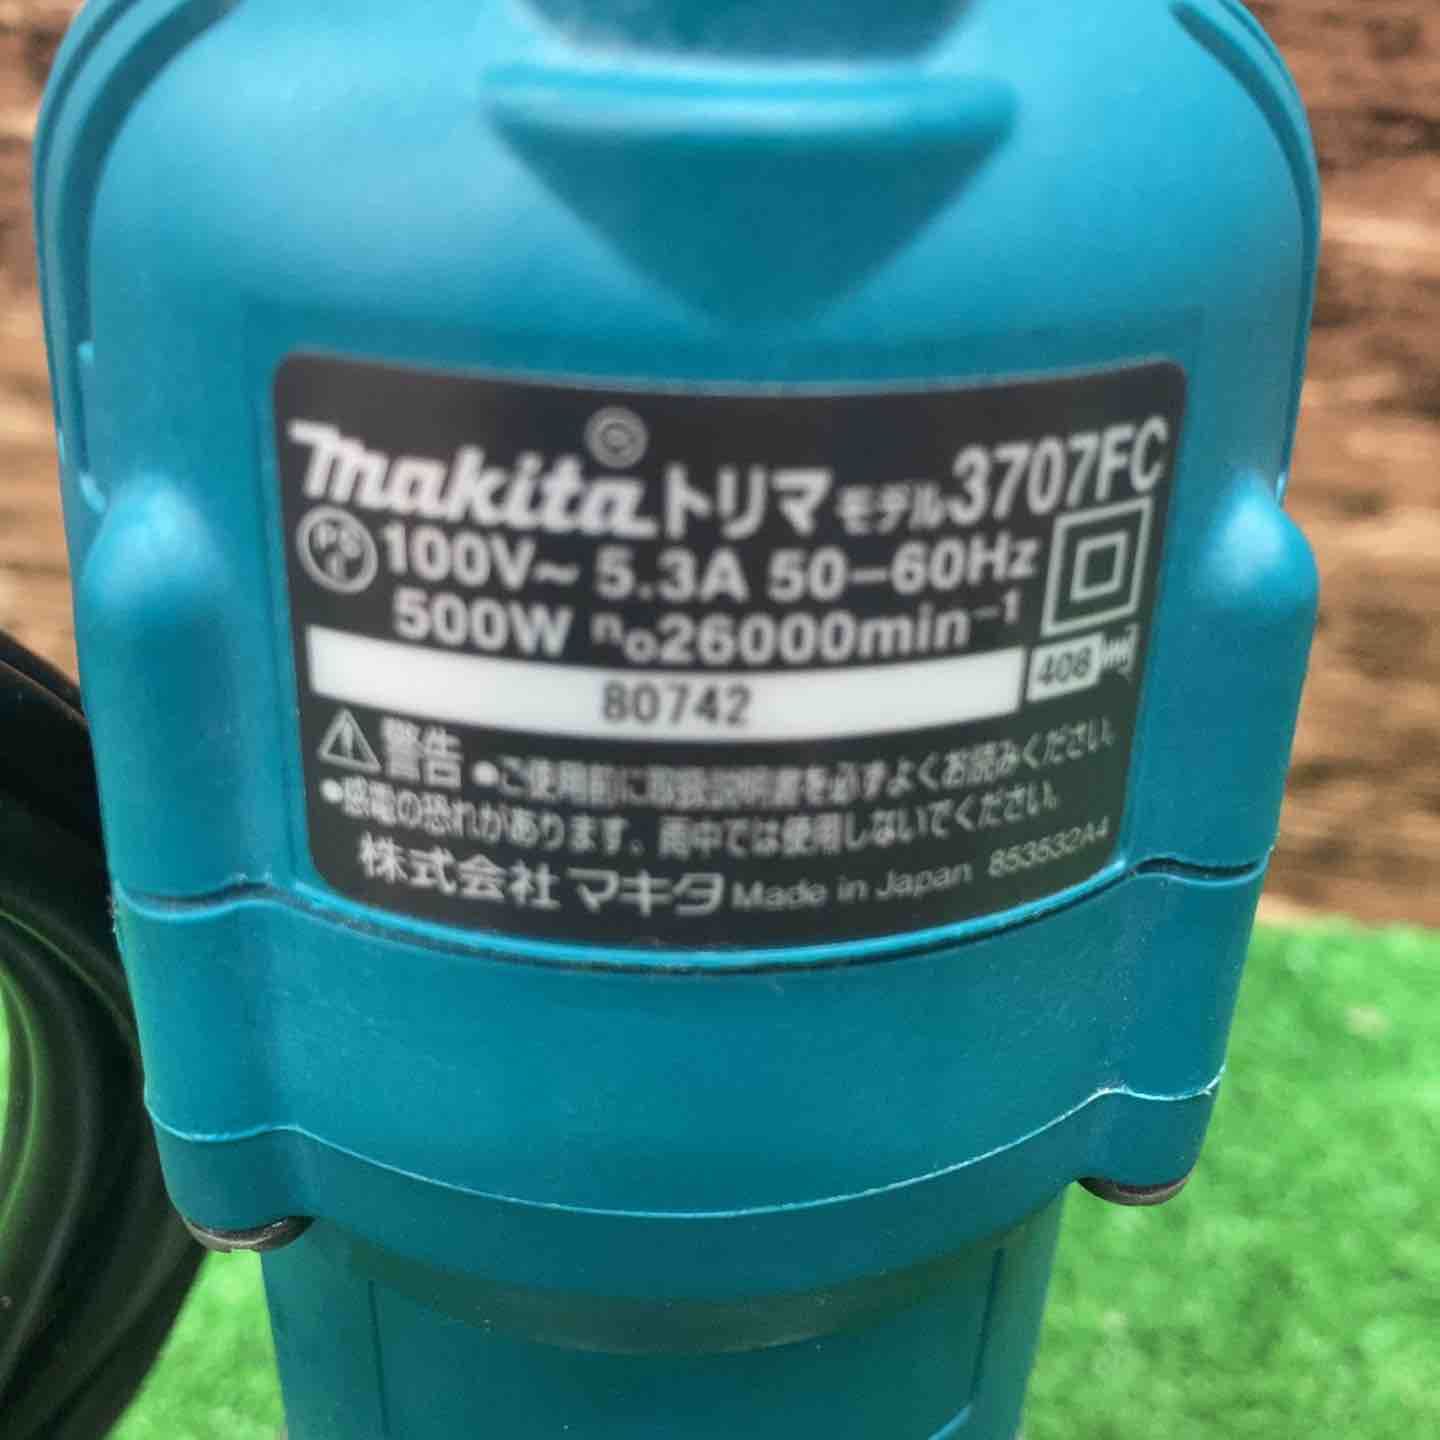 makita トリマ モデル 3707FC
PS E 100V~ 5.3A 50-60Hz
500W n₀26000min⁻¹
80742 408
警告 ●ご使用前に取扱説明書を必ずよくお読みください。
●感電の恐れがあります。雨中では使用しないでください。
株式会社 マキタ Made in Japan 853532A4